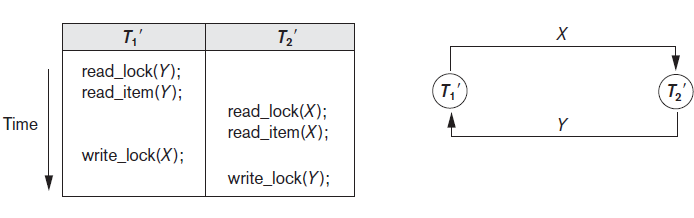 T₁′ T₂′
read_lock(Y);
read_item(Y);
read_lock(X);
read_item(X);
Time
write_lock(X);
write_lock(Y);
X
T₁′ T₂′
Y